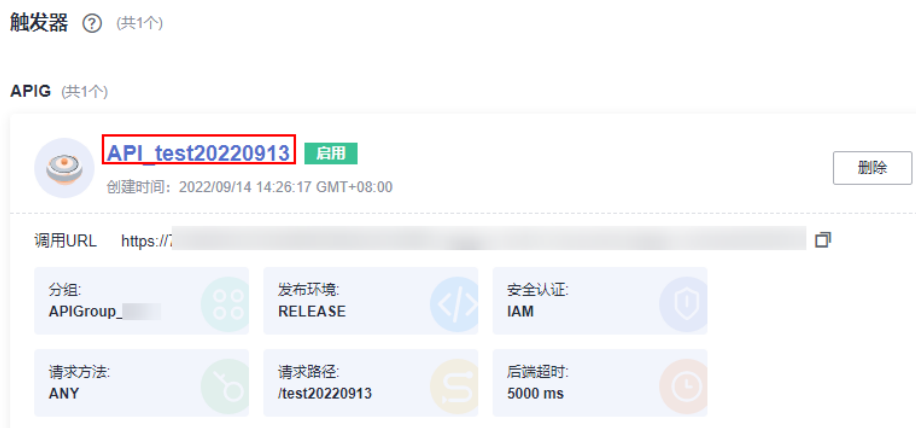 触发器 ? (共1个)
APIG (共1个)
API_test20220913 启用
删除
创建时间：2022/09/14 14:26:17 GMT+08:00
调用URL https://
分组: 发布环境: 安全认证:
APIGroup_ RELEASE IAM
请求方法: 请求路径: 后端超时:
ANY /test20220913 5000 ms